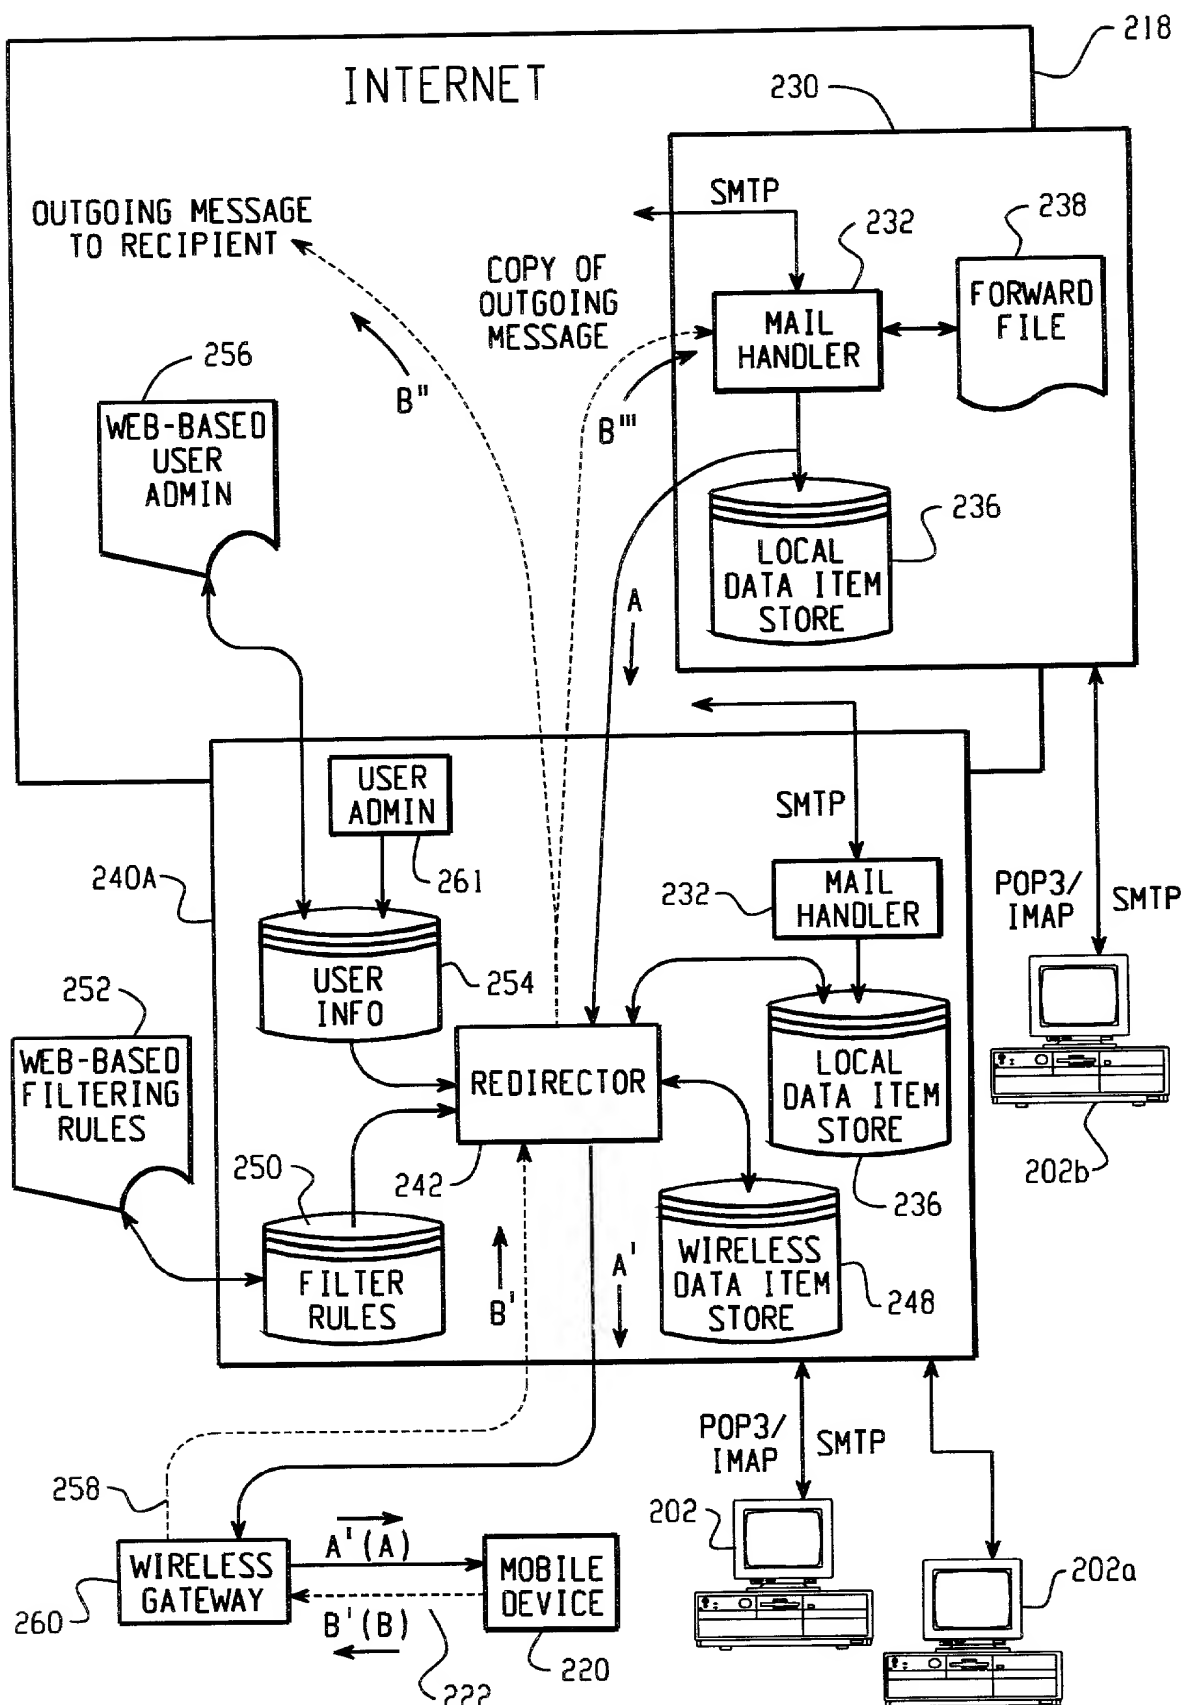 218
INTERNET
230
SMTP
OUTGOING MESSAGE
TO RECIPIENT
232
238
COPY OF
OUTGOING
MESSAGE
MAIL
HANDLER
FORWARD
FILE
256
B"
B'''
WEB-BASED
USER
ADMIN
236
LOCAL
DATA ITEM
STORE
A
USER
ADMIN
SMTP
261
240A
232
MAIL
HANDLER
POP3/
IMAP
SMTP
254
USER
INFO
252
WEB-BASED
FILTERING
RULES
REDIRECTOR
LOCAL
DATA ITEM
STORE
250
242
202b
236
FILTER
RULES
B'
A'
WIRELESS
DATA ITEM
STORE
248
POP3/
IMAP
SMTP
258
202
A'(A)
WIRELESS
GATEWAY
MOBILE
DEVICE
202a
260
B'(B)
220
222